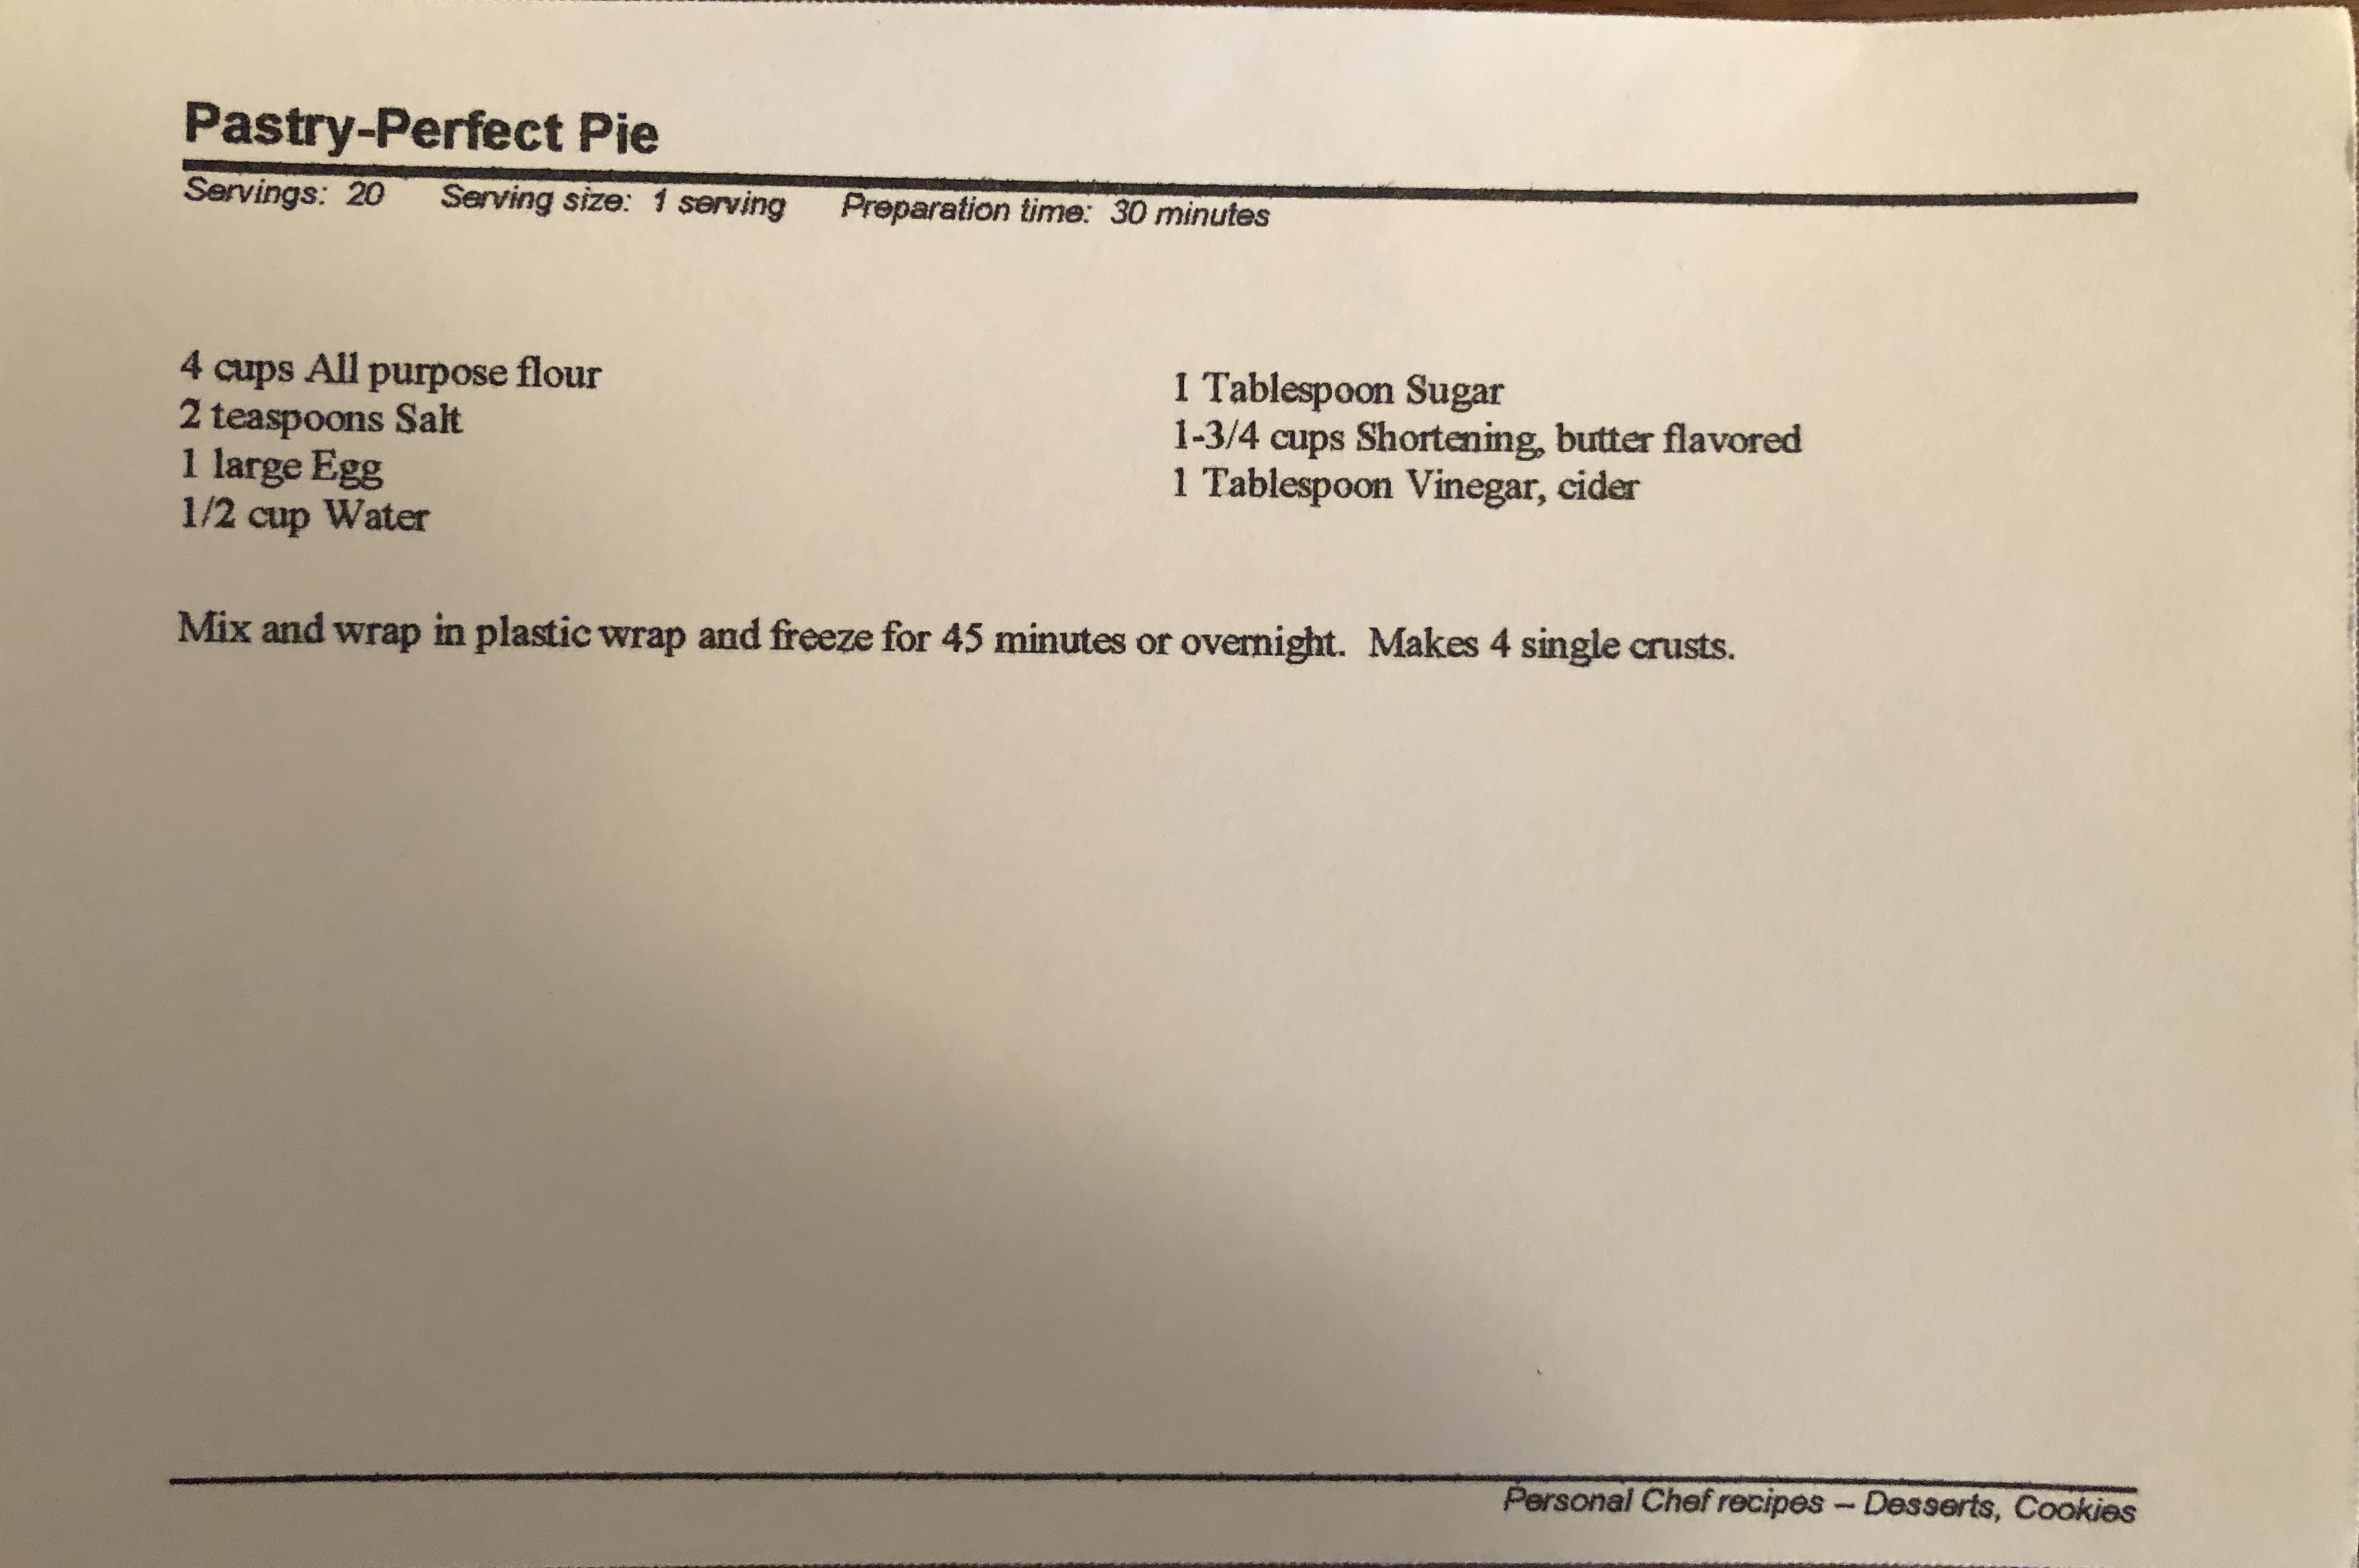 Pastry-Perfect Pie
Servings: 20 Serving size: 1 serving Preparation time: 30 minutes
4 cups All purpose flour
2 teaspoons Salt
1 large Egg
1/2 cup Water
1 Tablespoon Sugar
1-3/4 cups Shortening, butter flavored
1 Tablespoon Vinegar, cider
Mix and wrap in plastic wrap and freeze for 45 minutes or overnight. Makes 4 single crusts.
Personal Chef recipes – Desserts, Cookies